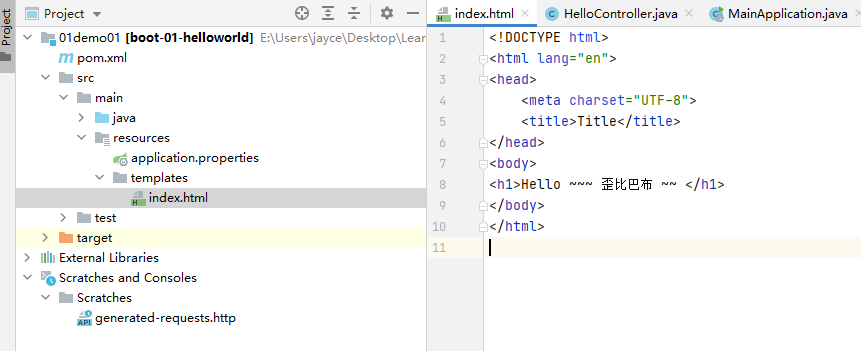 Project
Project
01demo01 [boot-01-helloworld] E:\Users\jayce\Desktop\Lear
pom.xml
src
main
java
resources
application.properties
templates
index.html
test
target
External Libraries
Scratches and Consoles
Scratches
generated-requests.http
index.html
HelloController.java
MainApplication.java
1 <!DOCTYPE html>
2 <html lang="en">
3 <head>
4 <meta charset="UTF-8">
5 <title>Title</title>
6 </head>
7 <body>
8 <h1>Hello ~~~ 歪比巴布 ~~ </h1>
9 </body>
10 </html>
11